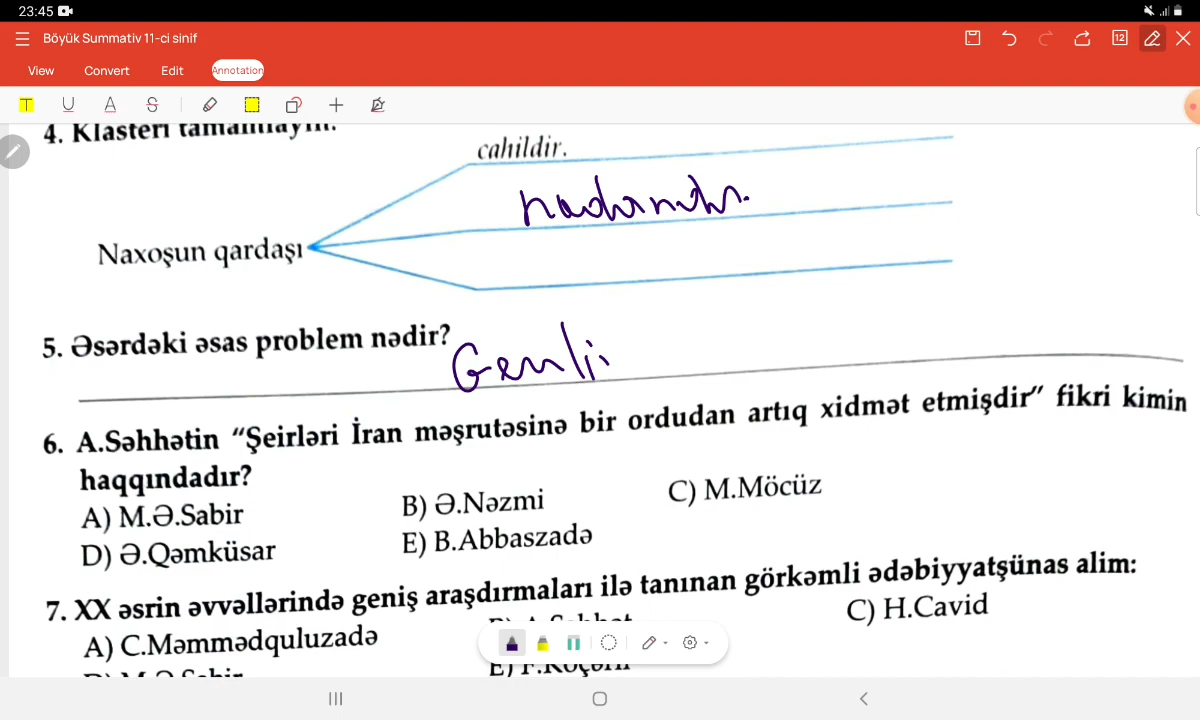 23:45
Böyük Summativ 11-ci sinif
12
View Convert Edit Annotation
T U A S
4. Klasteri tamamlayın.
cahildir.
nadandır.
Naxoşun qardaşı
5. Əsərdəki əsas problem nədir?
6. A.Səhhətin “Şeirləri İran məşrutəsinə bir ordudan artıq xidmət etmişdir” fikri kimin
haqqındadır?
A) M.Ə.Sabir B) Ə.Nəzmi C) M.Möcüz
D) Ə.Qəmküsar E) B.Abbaszadə
7. XX əsrin əvvəllərində geniş araşdırmaları ilə tanınan görkəmli ədəbiyyatşünas alim:
A) C.Məmmədquluzadə C) H.Cavid